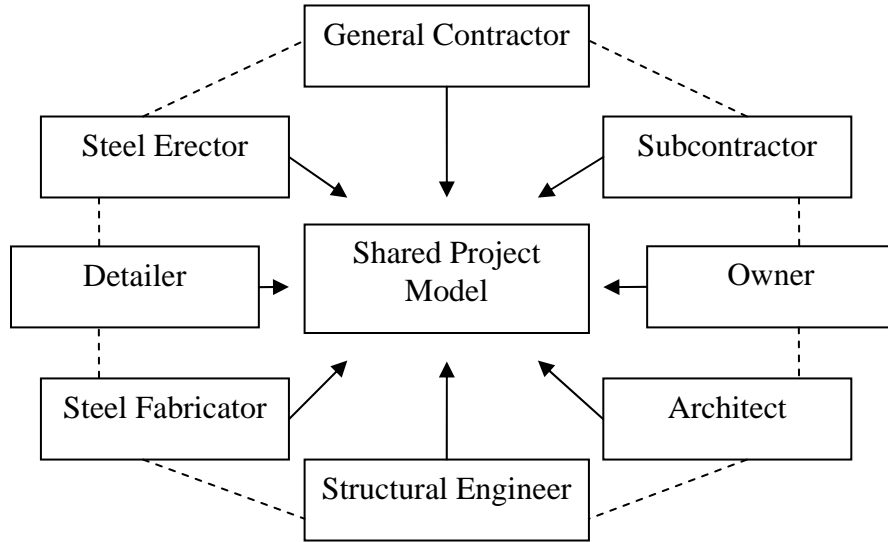 General Contractor
Steel Erector
Subcontractor
Detailer
Shared Project
Model
Owner
Steel Fabricator
Architect
Structural Engineer